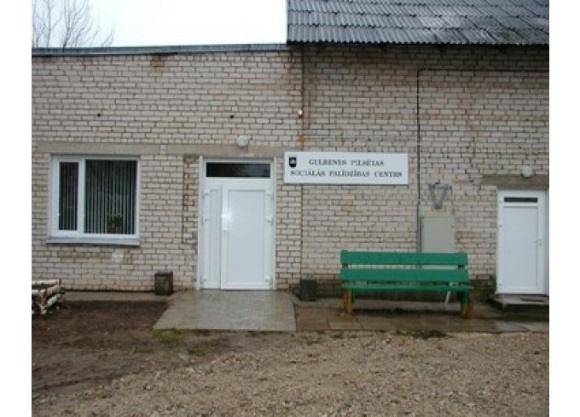 GULBENES PILSĒTAS
SOCIĀLĀS PALĪDZĪBAS CENTRS